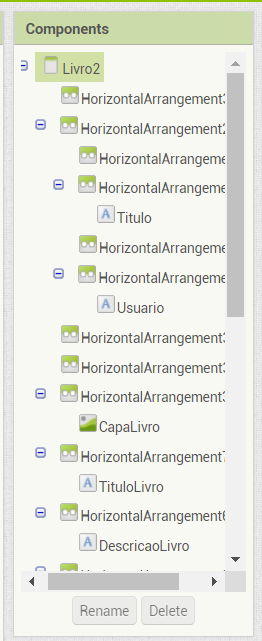 Components
Livro2
HorizontalArrangement3
HorizontalArrangement2
HorizontalArrangeme
HorizontalArrangeme
Titulo
HorizontalArrangeme
HorizontalArrangeme
Usuario
HorizontalArrangement3
HorizontalArrangement3
HorizontalArrangement3
CapaLivro
HorizontalArrangement7
TituloLivro
HorizontalArrangement6
DescricaoLivro
Rename Delete